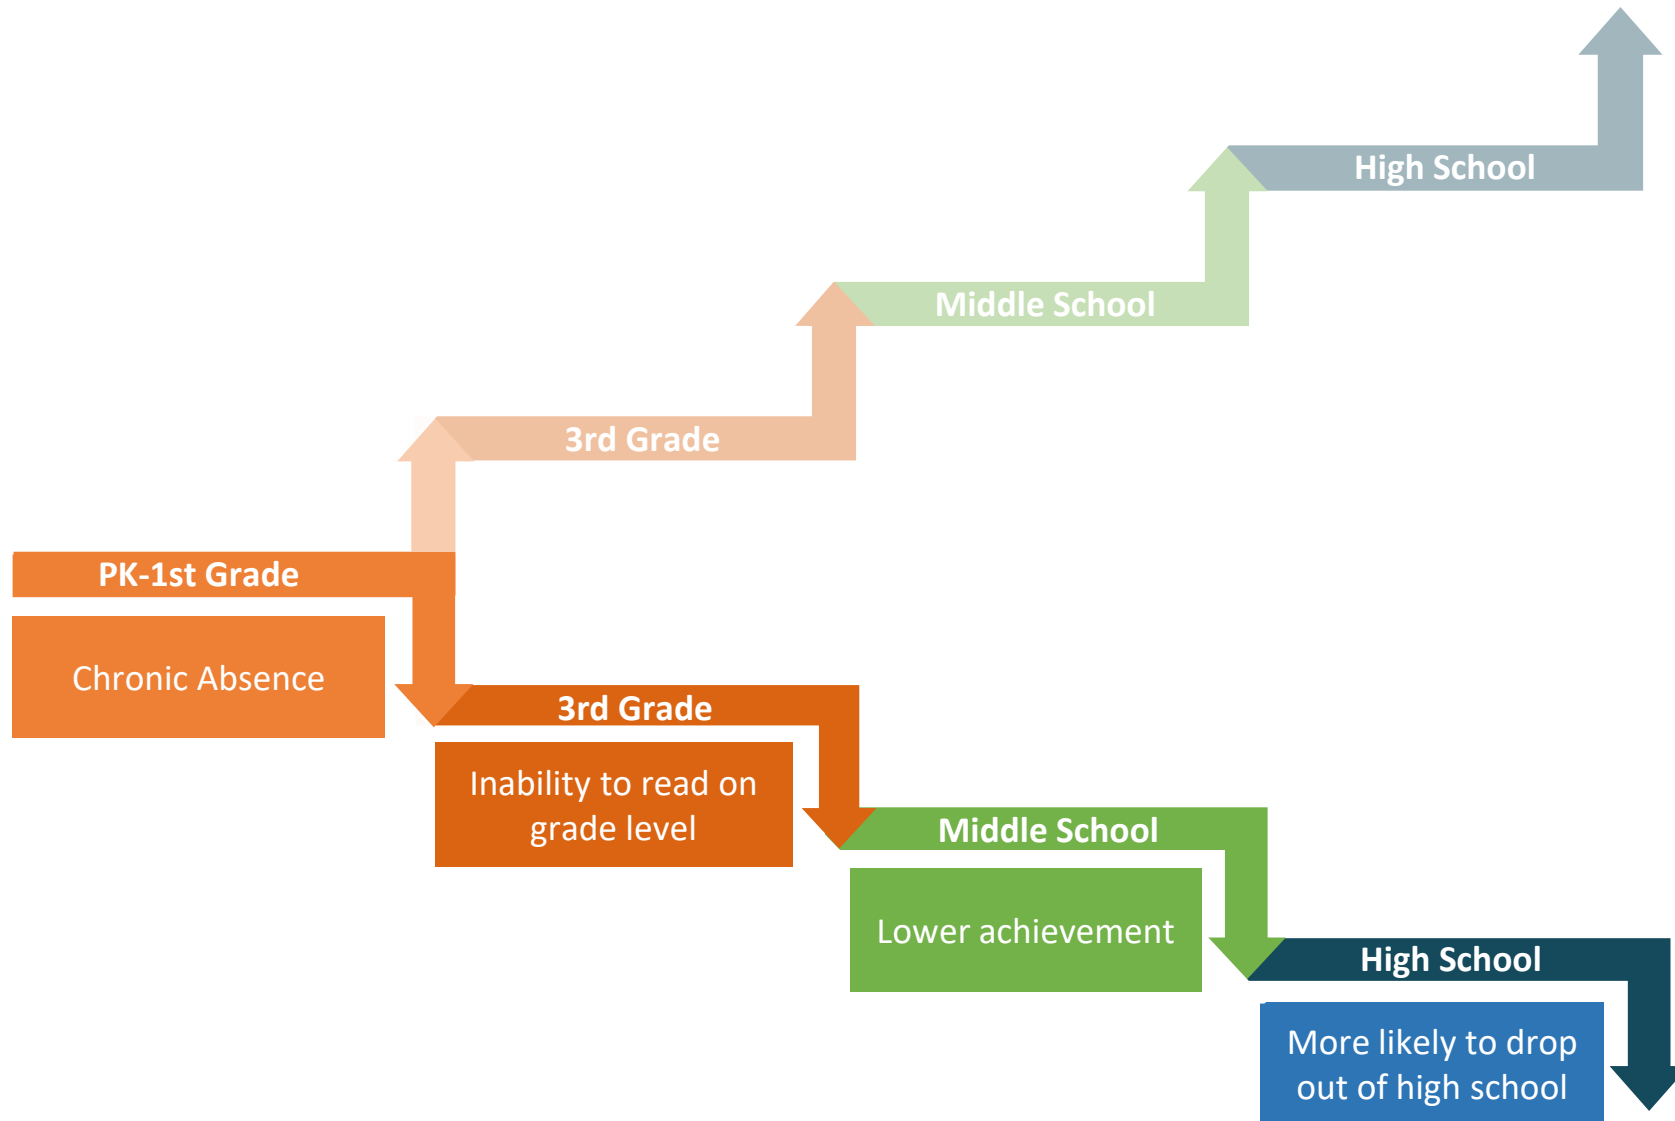 High School
Middle School
3rd Grade
PK-1st Grade
Chronic Absence
3rd Grade
Inability to read on
grade level
Middle School
Lower achievement
High School
More likely to drop
out of high school